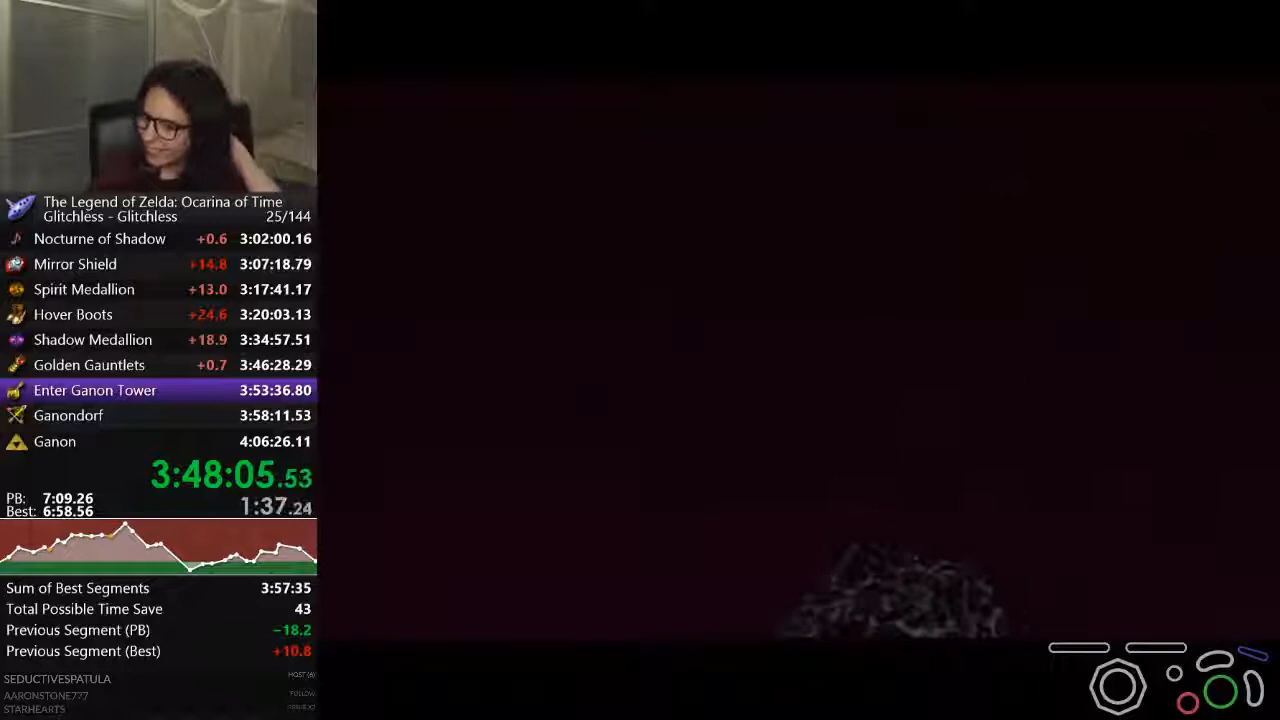 The Legend of Zelda: Ocarina of Time
Glitchless - Glitchless 25/144
Nocturne of Shadow +0.6 3:02:00.16
Mirror Shield +14.8 3:07:18.79
Spirit Medallion +13.0 3:17:41.17
Hover Boots +24.6 3:20:03.13
Shadow Medallion +18.9 3:34:57.51
Golden Gauntlets +0.7 3:46:28.29
Enter Ganon Tower 3:53:36.80
Ganondorf 3:58:11.53
Ganon 4:06:26.11
3:48:05.53
PB: 7:09.26
Best: 6:58.56 1:37.24
Sum of Best Segments 3:57:35
Total Possible Time Save 43
Previous Segment (PB) −18.2
Previous Segment (Best) +10.8
SEDUCTIVESPATULA HOST (6)
AARONSTONE777 FOLLOW
STARHEARTS